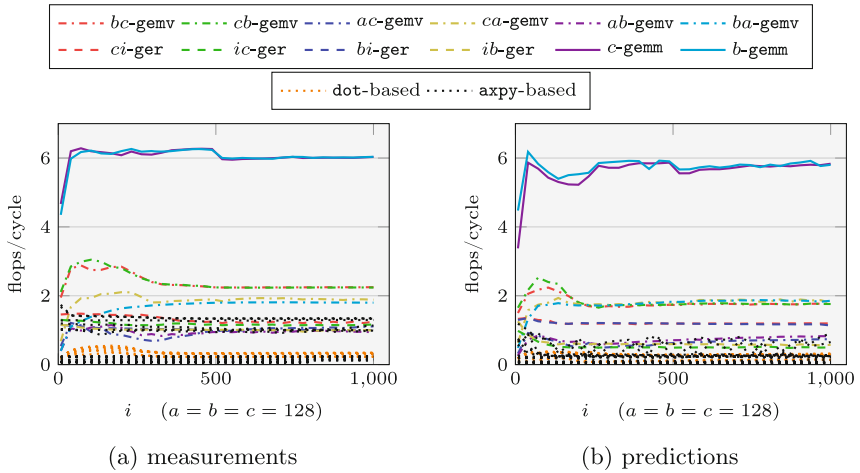 bc-gemv cb-gemv ac-gemv ca-gemv ab-gemv ba-gemv
ci-ger ic-ger bi-ger ib-ger c-gemm b-gemm
dot-based axpy-based
flops/cycle
6
4
2
0
0 500 1,000
i (a = b = c = 128)
(a) measurements
flops/cycle
6
4
2
0
0 500 1,000
i (a = b = c = 128)
(b) predictions